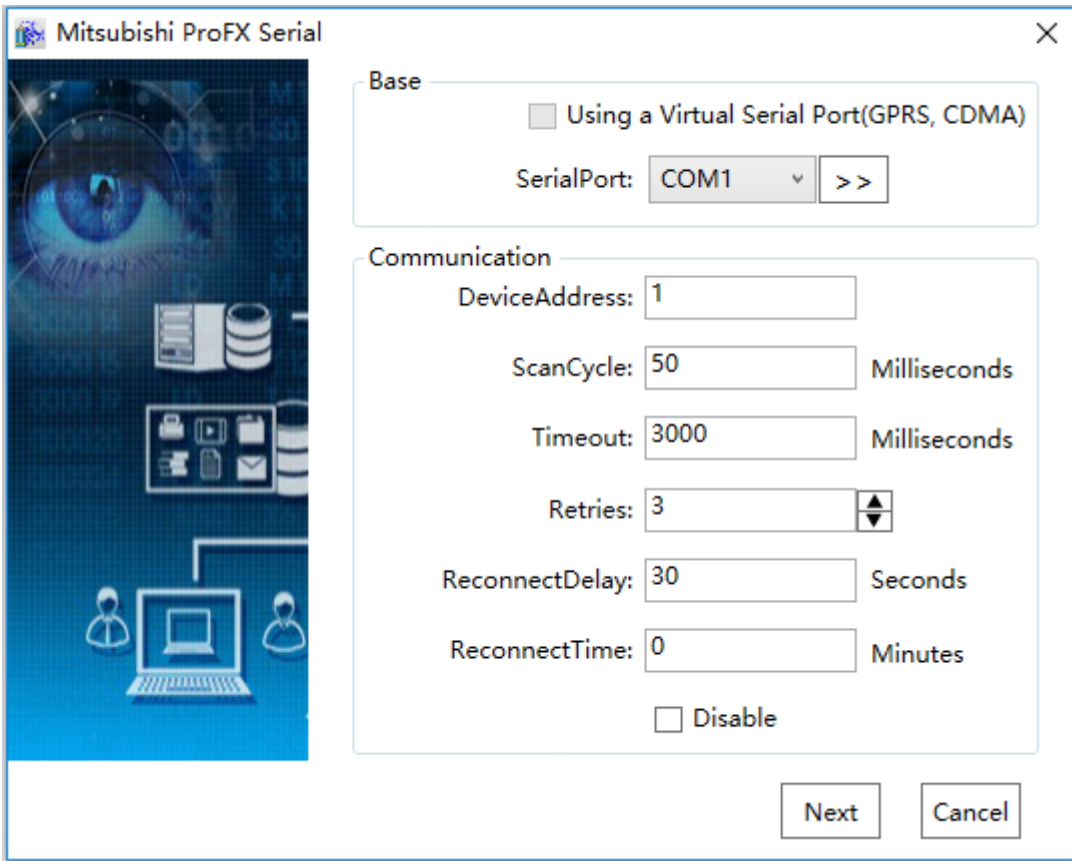 Mitsubishi ProFX Serial
Base
Using a Virtual Serial Port(GPRS, CDMA)
SerialPort: COM1 >>
Communication
DeviceAddress: 1
ScanCycle: 50 Milliseconds
Timeout: 3000 Milliseconds
Retries: 3
ReconnectDelay: 30 Seconds
ReconnectTime: 0 Minutes
Disable
Next Cancel